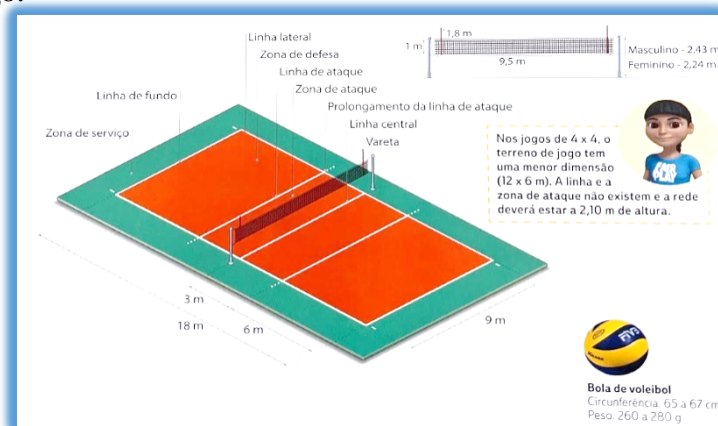 Linha lateral
Zona de defesa
Linha de ataque
Zona de ataque
Linha de fundo
Prolongamento da linha de ataque
Linha central
Zona de serviço
Vareta
1,8 m
1 m
9,5 m
Masculino - 2,43 m
Feminino - 2,24 m
Nos jogos de 4 x 4, o
terreno de jogo tem
uma menor dimensão
(12 x 6 m). A linha e a
zona de ataque não existem e a rede
deverá estar a 2,10 m de altura.
3 m
18 m
6 m
9 m
Bola de voleibol
Circunferência: 65 a 67 cm
Peso: 260 a 280 g